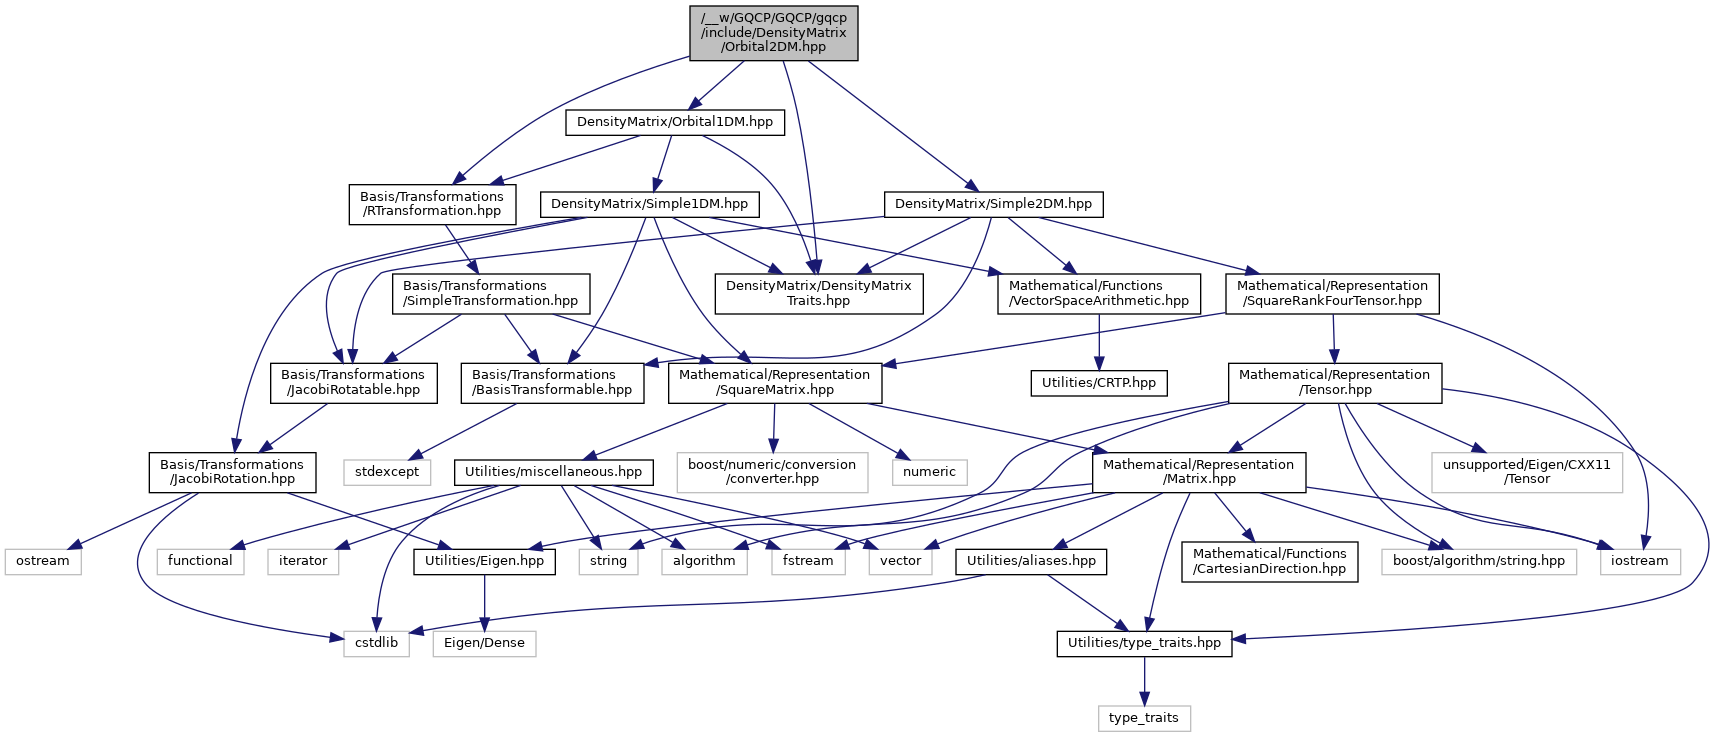 /__w/GQCP/GQCP/gqcp
/include/DensityMatrix
/Orbital2DM.hpp
DensityMatrix/Orbital1DM.hpp
Basis/Transformations
/RTransformation.hpp
DensityMatrix/Simple1DM.hpp
DensityMatrix/Simple2DM.hpp
Basis/Transformations
/SimpleTransformation.hpp
DensityMatrix/DensityMatrix
Traits.hpp
Mathematical/Functions
/VectorSpaceArithmetic.hpp
Mathematical/Representation
/SquareRankFourTensor.hpp
Basis/Transformations
/JacobiRotatable.hpp
Basis/Transformations
/BasisTransformable.hpp
Mathematical/Representation
/SquareMatrix.hpp
Utilities/CRTP.hpp
Mathematical/Representation
/Tensor.hpp
Basis/Transformations
/JacobiRotation.hpp
stdexcept
Utilities/miscellaneous.hpp
boost/numeric/conversion
/converter.hpp
numeric
Mathematical/Representation
/Matrix.hpp
unsupported/Eigen/CXX11
/Tensor
ostream
functional
iterator
Utilities/Eigen.hpp
string
algorithm
fstream
vector
Utilities/aliases.hpp
Mathematical/Functions
/CartesianDirection.hpp
boost/algorithm/string.hpp
iostream
cstdlib
Eigen/Dense
Utilities/type_traits.hpp
type_traits